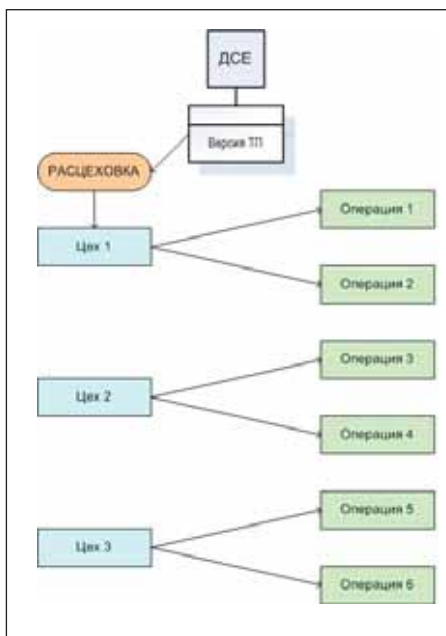 ДСЕ
Версия ТП
РАСЦЕХОВКА
Цех 1
Операция 1
Операция 2
Цех 2
Операция 3
Операция 4
Цех 3
Операция 5
Операция 6